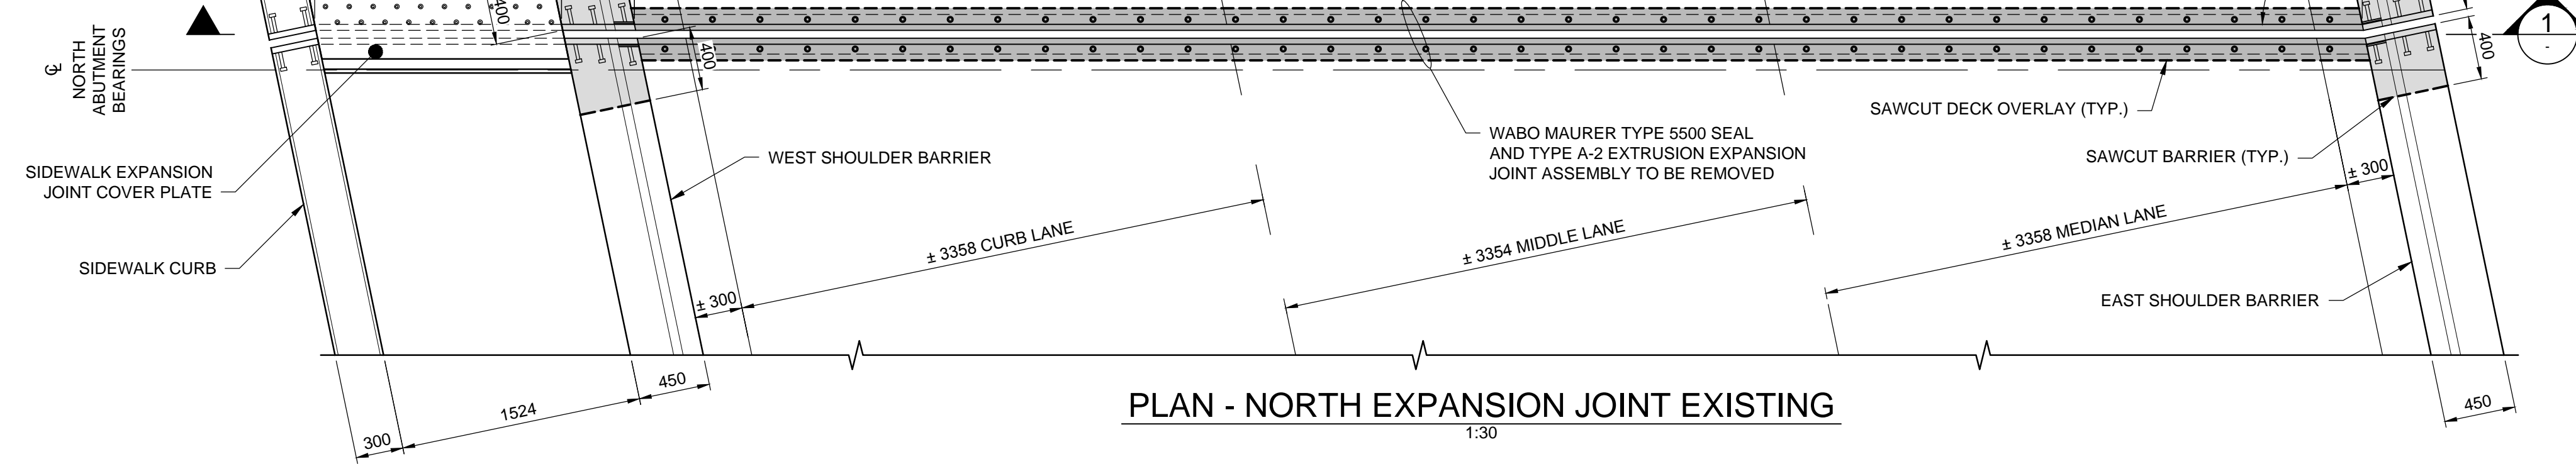 400
℄
NORTH
ABUTMENT
BEARINGS
400
1
-
400
SAWCUT DECK OVERLAY (TYP.)
WABO MAURER TYPE 5500 SEAL
AND TYPE A-2 EXTRUSION EXPANSION
JOINT ASSEMBLY TO BE REMOVED
WEST SHOULDER BARRIER
SAWCUT BARRIER (TYP.)
SIDEWALK EXPANSION
JOINT COVER PLATE
± 300
± 3358 CURB LANE
± 3354 MIDDLE LANE
± 3358 MEDIAN LANE
SIDEWALK CURB
± 300
EAST SHOULDER BARRIER
450
1524
300
450
PLAN - NORTH EXPANSION JOINT EXISTING
1:30